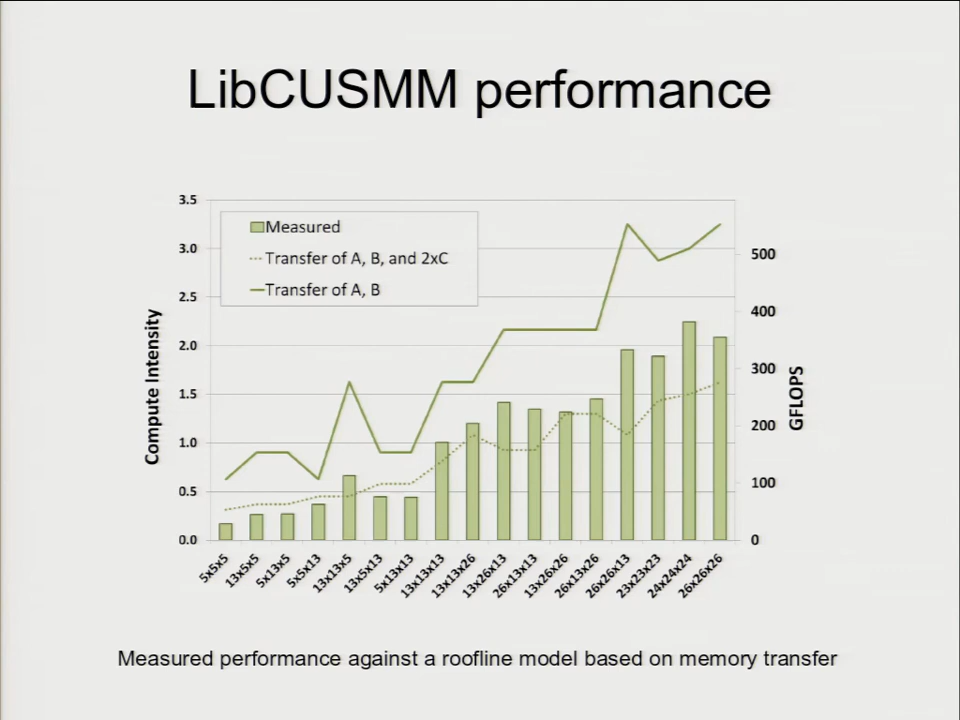 LibCUSMM performance
3.5
3.0
2.5
2.0
1.5
1.0
0.5
0.0
Compute Intensity
Measured
Transfer of A, B, and 2xC
Transfer of A, B
500
400
300
200
100
0
GFLOPS
5x5x5
13x5x5
5x13x5
5x5x13
13x13x5
13x5x13
5x13x13
13x13x13
13x13x26
13x26x13
26x13x13
13x26x26
26x13x26
26x26x13
23x23x23
24x24x24
26x26x26
Measured performance against a roofline model based on memory transfer